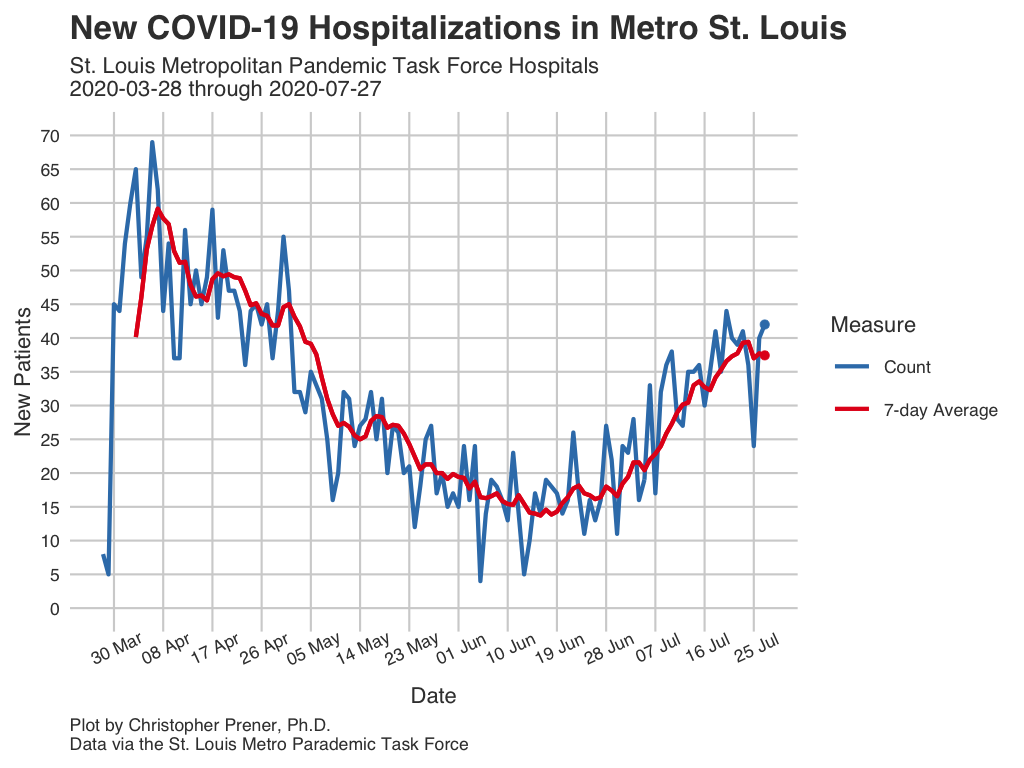 New COVID-19 Hospitalizations in Metro St. Louis
St. Louis Metropolitan Pandemic Task Force Hospitals
2020-03-28 through 2020-07-27
70
65
60
55
50
45
40
35
30
25
20
15
10
5
0
New Patients
30 Mar
08 Apr
17 Apr
26 Apr
05 May
14 May
23 May
01 Jun
10 Jun
19 Jun
28 Jun
07 Jul
16 Jul
25 Jul
Date
Measure
Count
7-day Average
Plot by Christopher Prener, Ph.D.
Data via the St. Louis Metro Parademic Task Force